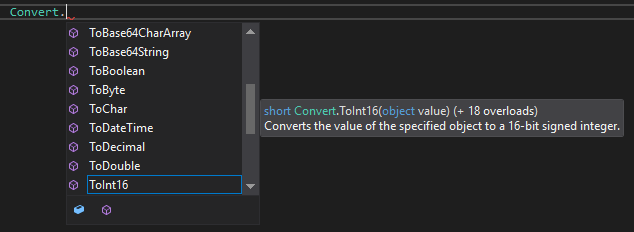 Convert.
ToBase64CharArray
ToBase64String
ToBoolean
ToByte
ToChar
ToDateTime
ToDecimal
ToDouble
ToInt16
short Convert.ToInt16(object value) (+ 18 overloads)
Converts the value of the specified object to a 16-bit signed integer.